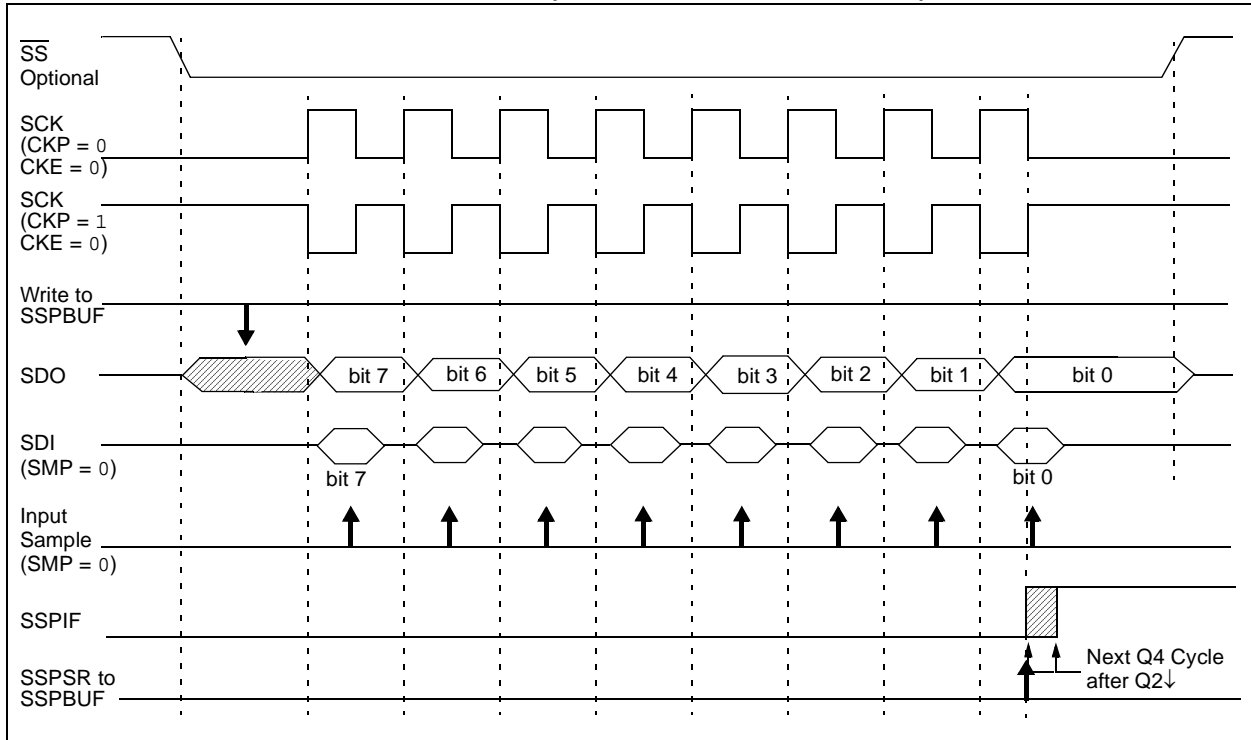 SS
Optional
SCK
(CKP = 0
CKE = 0)
SCK
(CKP = 1
CKE = 0)
Write to
SSPBUF
SDO
bit 7
bit 6
bit 5
bit 4
bit 3
bit 2
bit 1
bit 0
SDI
(SMP = 0)
bit 7
bit 0
Input
Sample
(SMP = 0)
SSPIF
Next Q4 Cycle
after Q2↓
SSPSR to
SSPBUF